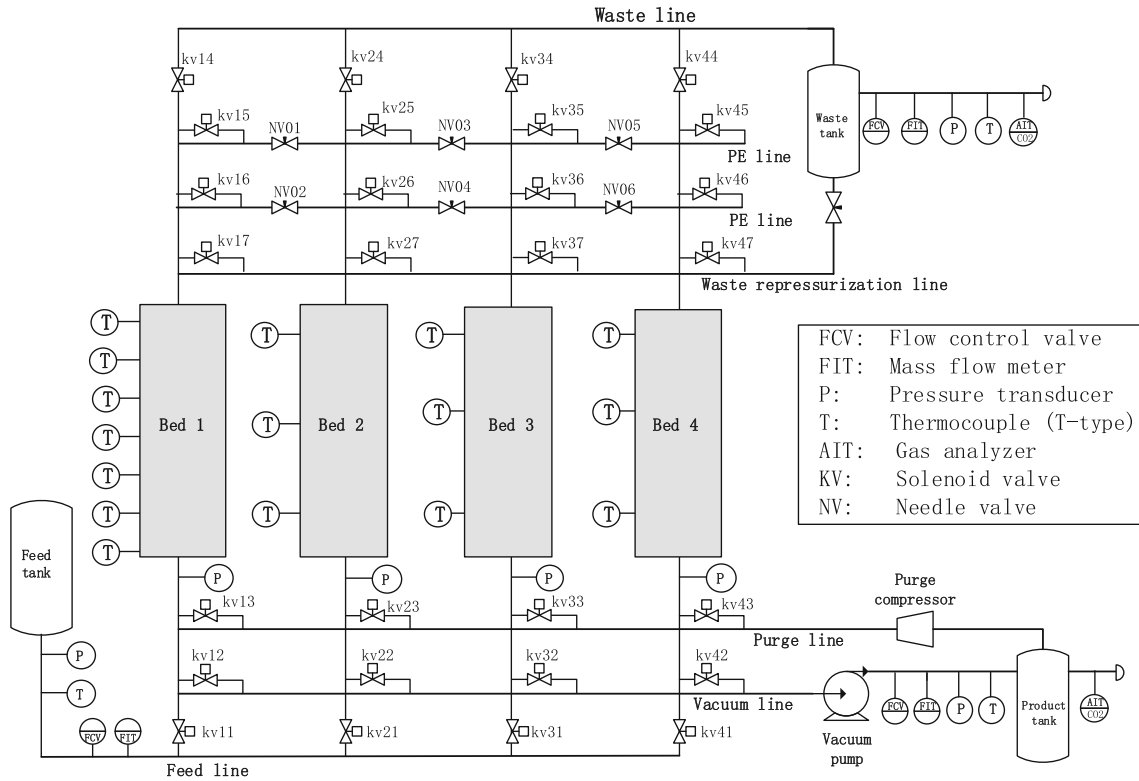 Waste line
kv14
kv24
kv34
kv44
kv15
kv25
kv35
kv45
NV01
NV03
NV05
PE line
Waste
tank
FCV
FIT
P
T
AIT
CO2
kv16
kv26
kv36
kv46
NV02
NV04
NV06
PE line
kv17
kv27
kv37
kv47
Waste repressurization line
T
T
T
T
T
T
T
Bed 1
T
T
T
Bed 2
T
T
T
Bed 3
T
T
T
Bed 4
FCV: Flow control valve
FIT: Mass flow meter
P: Pressure transducer
T: Thermocouple (T-type)
AIT: Gas analyzer
KV: Solenoid valve
NV: Needle valve
Feed
tank
P
T
FCV
FIT
P
P
P
P
kv13
kv23
kv33
kv43
Purge
compressor
Purge line
kv12
kv22
kv32
kv42
Vacuum line
Vacuum
pump
FCV
FIT
P
T
Product
tank
AIT
CO2
kv11
kv21
kv31
kv41
Feed line